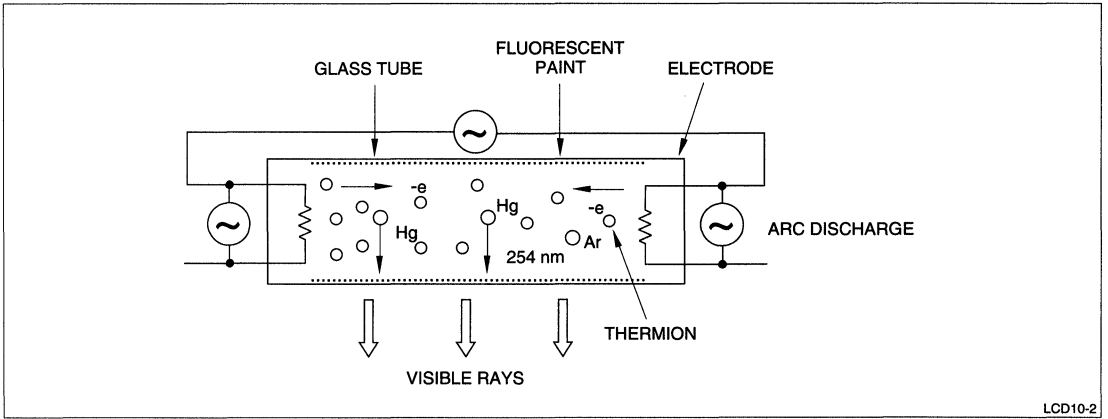 FLUORESCENT
PAINT
GLASS TUBE
ELECTRODE
~
-e
Hg
Hg
-e
~
~
Ar
254 nm
ARC DISCHARGE
THERMION
VISIBLE RAYS
LCD10-2